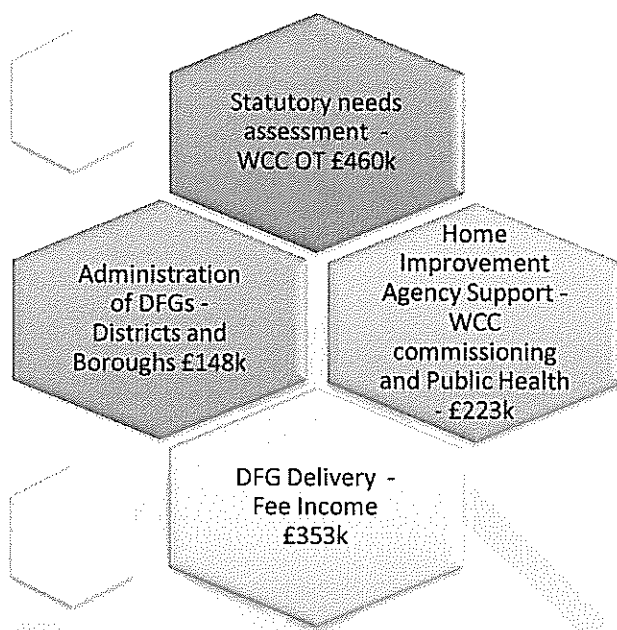 Statutory needs
assessment -
WCC OT £460k
Administration
of DFGs -
Districts and
Boroughs £148k
Home
Improvement
Agency Support -
WCC
commissioning
and Public Health
- £223k
DFG Delivery -
Fee Income
£353k